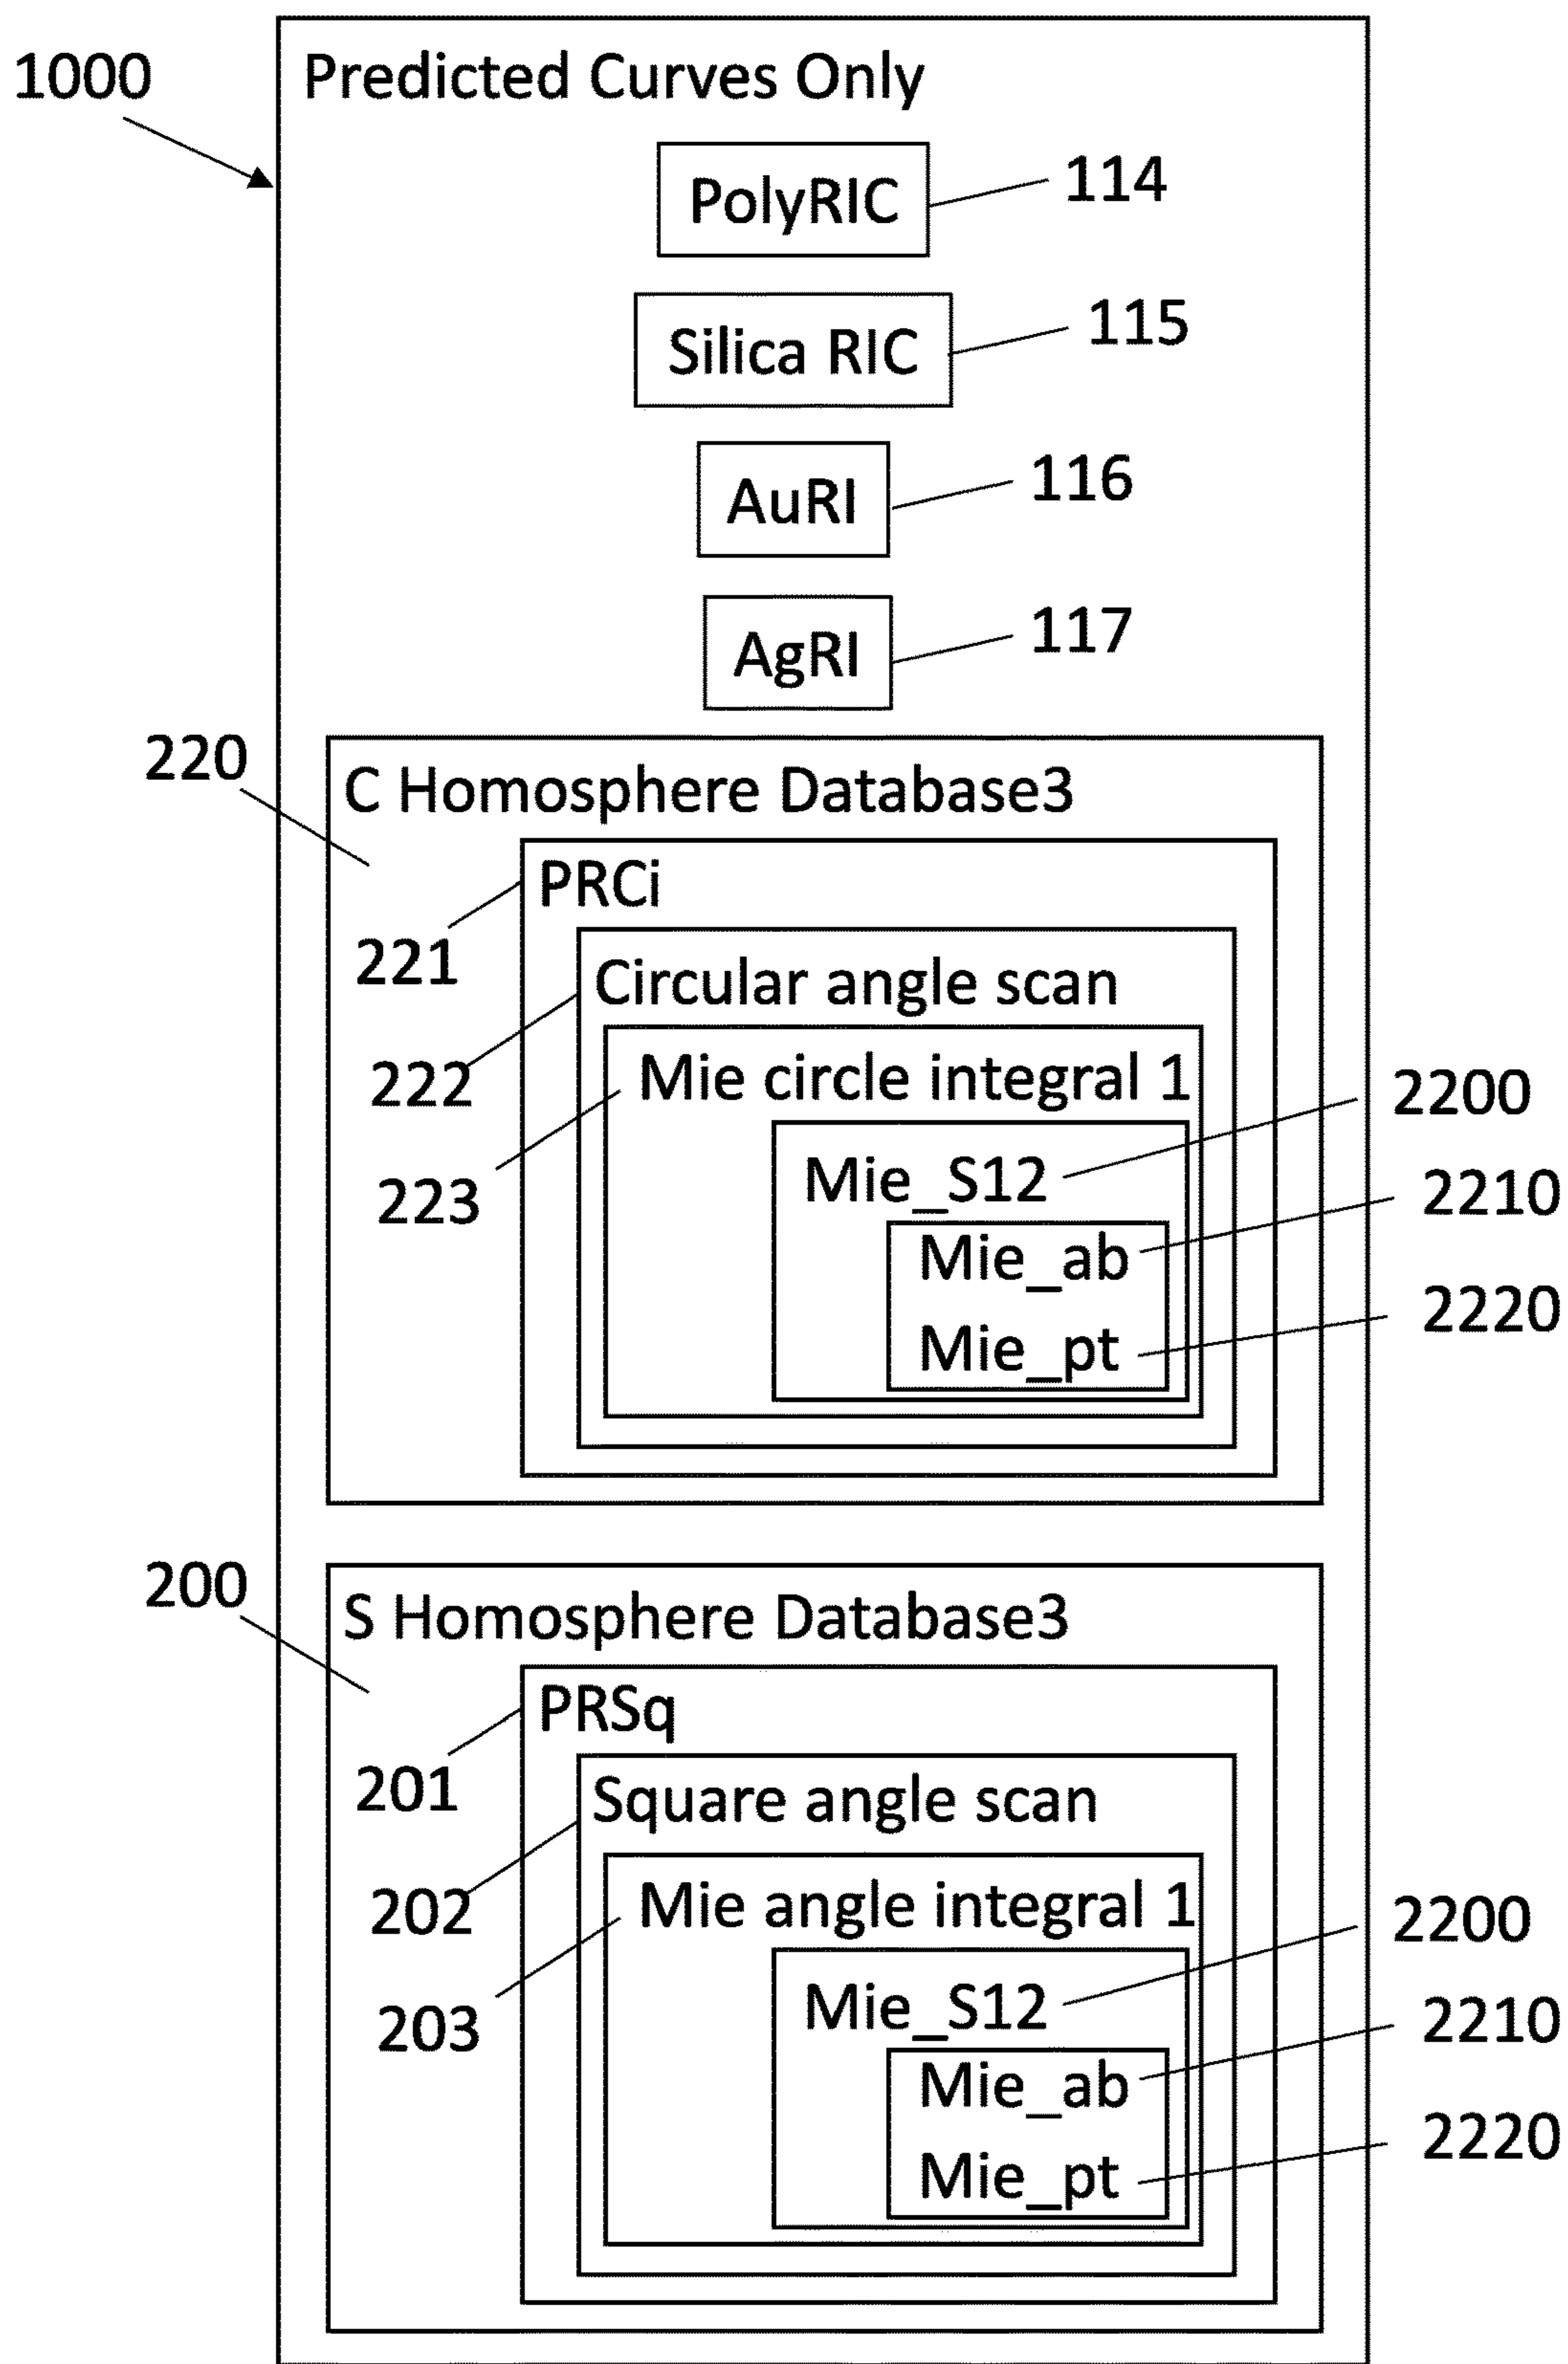 1000
Predicted Curves Only
PolyRIC
114
Silica RIC
115
AuRI
116
AgRI
117
220
C Homosphere Database3
PRCi
221
Circular angle scan
222
Mie circle integral 1
223
Mie_S12
2200
Mie_ab
2210
Mie_pt
2220
200
S Homosphere Database3
PRSq
201
Square angle scan
202
Mie angle integral 1
203
Mie_S12
2200
Mie_ab
2210
Mie_pt
2220